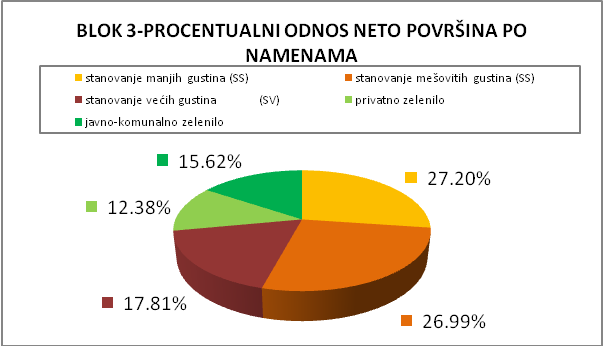 BLOK 3-PROCENTUALNI ODNOS NETO POVRŠINA PO
NAMENAMA
stanovanje manjih gustina (SS)
stanovanje mešovitih gustina (SS)
stanovanje većih gustina (SV)
privatno zelenilo
javno-komunalno zelenilo
15.62%
27.20%
12.38%
17.81%
26.99%